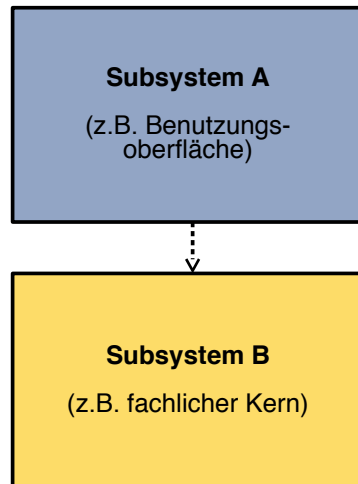 Subsystem A
(z.B. Benutzungs-
oberfläche)
Subsystem B
(z.B. fachlicher Kern)